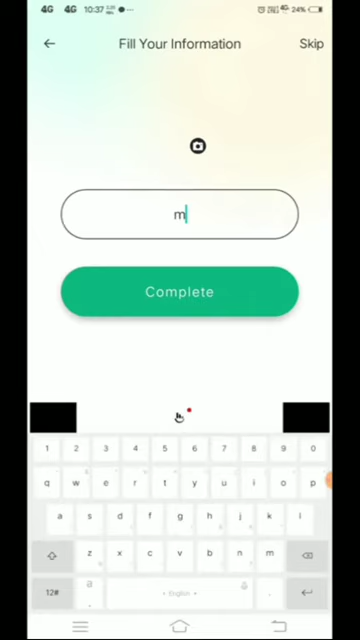 4G 4G 10:37
4G 24%
Fill Your Information Skip
m
Complete
1 2 3 4 5 6 7 8 9 0
q w e r t y u i o p
a s d f g h j k l
z x c v b n m
12# English